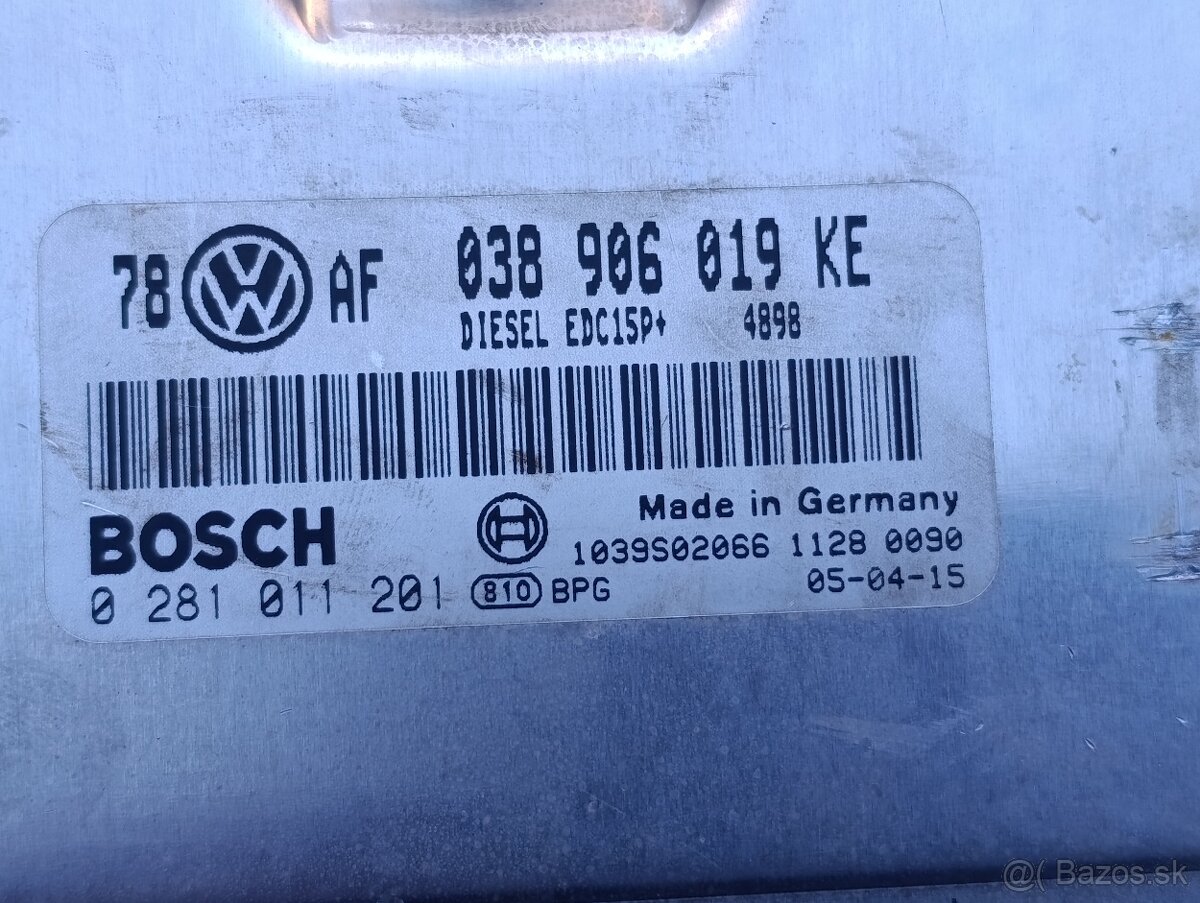 78 VW AF 038 906 019 KE
DIESEL EDC15P+ 4898
BOSCH Made in Germany
1039S02066 1128 0090
0 281 011 201 810 BPG 05-04-15
@( Bazos.sk